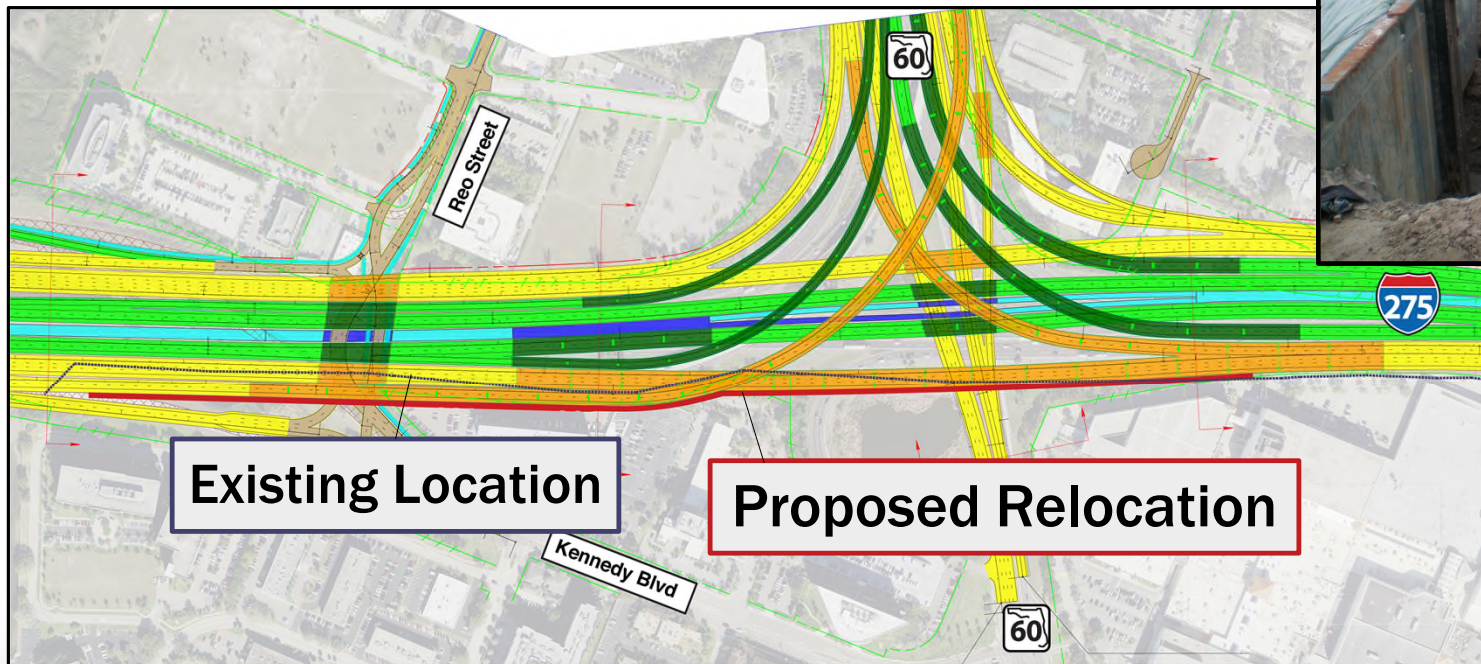 60
Reo Street
275
Existing Location
Proposed Relocation
Kennedy Blvd
60